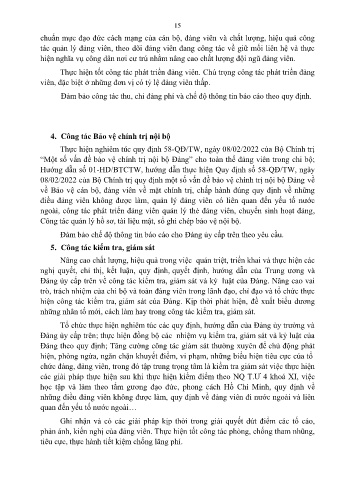 15
chuẩn mực đạo đức cách mạng của cán bộ, đảng viên và chất lượng, hiệu quả công
tác quản lý đảng viên, theo dõi đảng viên đang công tác về giữ mối liên hệ và thực
hiện nghĩa vụ công dân nơi cư trú nhằm nâng cao chất lượng đội ngũ đảng viên.
Thực hiện tốt công tác phát triển đảng viên. Chú trọng công tác phát triển đảng
viên, đặc biệt ở những đơn vị có tỷ lệ đảng viên thấp.
Đảm bảo công tác thu, chi đảng phí và chế độ thông tin báo cáo theo quy định.
4. Công tác Bảo vệ chính trị nội bộ
Thực hiện nghiêm túc quy định 58-QĐ/TW, ngày 08/02/2022 của Bộ Chính trị
“Một số vấn đề bảo vệ chính trị nội bộ Đảng” cho toàn thể đảng viên trong chi bộ;
Hướng dẫn số 01-HD/BTCTW, hướng dẫn thực hiện Quy định số 58-QĐ/TW, ngày
08/02/2022 của Bộ Chính trị quy định một số vấn đề bảo vệ chính trị nội bộ Đảng về
về Bảo vệ cán bộ, đảng viên về mặt chính trị, chấp hành đúng quy định về những
điều đảng viên không được làm, quản lý đảng viên có liên quan đến yếu tố nước
ngoài, công tác phát triển đảng viên quản lý thẻ đảng viên, chuyển sinh hoạt đảng,
Công tác quản lý hồ sơ, tài liệu mật, sổ ghi chép bảo vệ nội bộ.
Đảm bảo chế độ thông tin báo cáo cho Đảng ủy cấp trên theo yêu cầu.
5. Công tác kiểm tra, giám sát
Nâng cao chất lượng, hiệu quả trong việc quán triệt, triển khai và thực hiện các
nghị quyết, chỉ thị, kết luận, quy định, quyết định, hướng dẫn của Trung ương và
Đảng ủy cấp trên về công tác kiểm tra, giám sát và kỷ luật của Đảng. Nâng cao vai
trò, trách nhiệm của chi bộ và toàn đảng viên trong lãnh đạo, chỉ đạo và tổ chức thực
hiện công tác kiểm tra, giám sát của Đảng. Kịp thời phát hiện, đề xuất biểu dương
những nhân tố mới, cách làm hay trong công tác kiểm tra, giám sát.
Tổ chức thực hiện nghiêm túc các quy định, hướng dẫn của Đảng ủy trường và
Đảng ủy cấp trên; thực hiện đồng bộ các nhiệm vụ kiểm tra, giám sát và kỷ luật của
Đảng theo quy định; Tăng cường công tác giám sát thường xuyên để chủ động phát
hiện, phòng ngừa, ngăn chặn khuyết điểm, vi phạm, những biểu hiện tiêu cực của tổ
chức đảng, đảng viên, trong đó tập trung trọng tâm là kiểm tra giám sát việc thực hiện
các giải pháp thực hiện sau khi thực hiện kiểm điểm theo NQ T.Ư 4 khoá XI, việc
học tập và làm theo tấm gương đạo đức, phong cách Hồ Chí Minh, quy định về
những điều đảng viên không được làm, quy định về đảng viên đi nước ngoài và liên
quan đến yếu tố nước ngoài…
Ghi nhận và có các giải pháp kịp thời trong giải quyết dứt điểm các tố cáo,
phản ánh, kiến nghị của đảng viên. Thực hiện tốt công tác phòng, chống tham nhũng,
tiêu cực, thực hành tiết kiệm chống lãng phí.